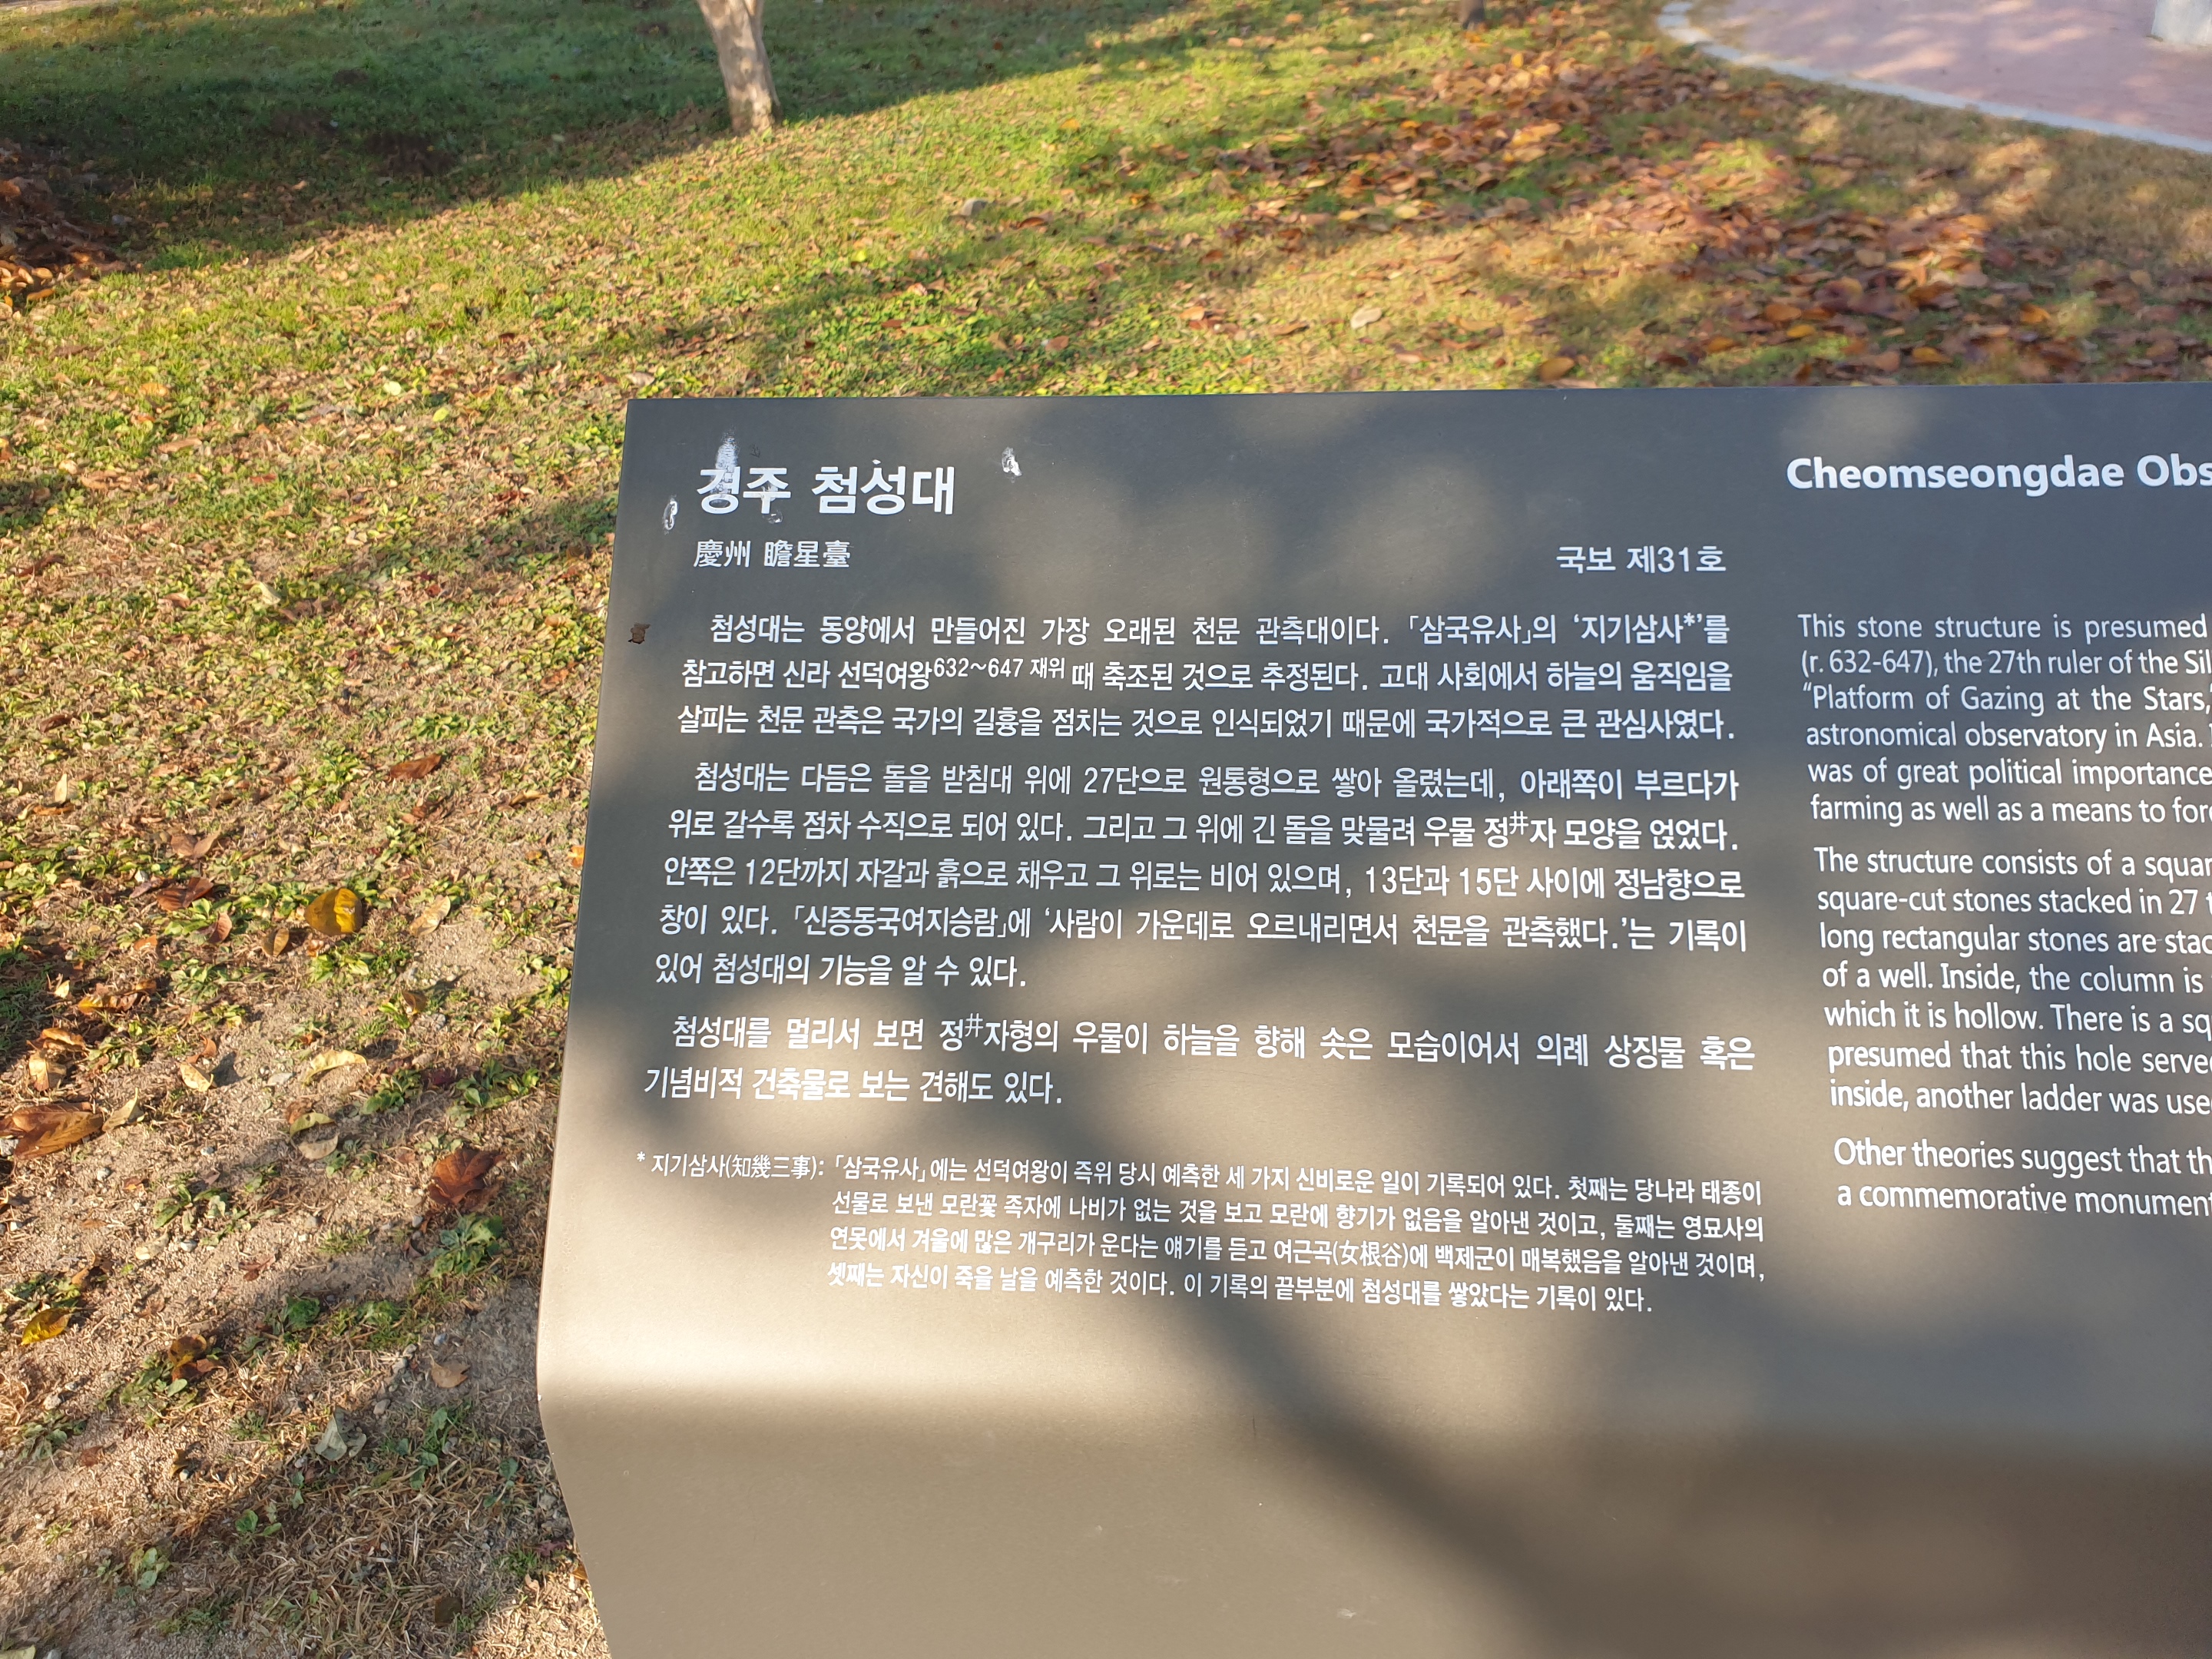 경주 첨성대
慶州 瞻星臺
국보 제31호
첨성대는 동양에서 만들어진 가장 오래된 천문 관측대이다. 「삼국유사」의 ‘지기삼사*’를
참고하면 신라 선덕여왕632~647 재위 때 축조된 것으로 추정된다. 고대 사회에서 하늘의 움직임을
살피는 천문 관측은 국가의 길흉을 점치는 것으로 인식되었기 때문에 국가적으로 큰 관심사였다.
첨성대는 다듬은 돌을 받침대 위에 27단으로 원통형으로 쌓아 올렸는데, 아래쪽이 부르다가
위로 갈수록 점차 수직으로 되어 있다. 그리고 그 위에 긴 돌을 맞물려 우물 정井자 모양을 얹었다.
안쪽은 12단까지 자갈과 흙으로 채우고 그 위로는 비어 있으며, 13단과 15단 사이에 정남향으로
창이 있다. 「신증동국여지승람」에 ‘사람이 가운데로 오르내리면서 천문을 관측했다.’는 기록이
있어 첨성대의 기능을 알 수 있다.
첨성대를 멀리서 보면 정井자형의 우물이 하늘을 향해 솟은 모습이어서 의례 상징물 혹은
기념비적 건축물로 보는 견해도 있다.
* 지기삼사(知幾三事): 「삼국유사」에는 선덕여왕이 즉위 당시 예측한 세 가지 신비로운 일이 기록되어 있다. 첫째는 당나라 태종이
선물로 보낸 모란꽃 족자에 나비가 없는 것을 보고 모란에 향기가 없음을 알아낸 것이고, 둘째는 영묘사의
연못에서 겨울에 많은 개구리가 운다는 얘기를 듣고 여근곡(女根谷)에 백제군이 매복했음을 알아낸 것이며,
셋째는 자신이 죽을 날을 예측한 것이다. 이 기록의 끝부분에 첨성대를 쌓았다는 기록이 있다.
Cheomseongdae Obs
This stone structure is presumed
(r. 632-647), the 27th ruler of the Sil
“Platform of Gazing at the Stars,
astronomical observatory in Asia.
was of great political importance
farming as well as a means to fore
The structure consists of a squar
square-cut stones stacked in 27 t
long rectangular stones are stac
of a well. Inside, the column is
which it is hollow. There is a sq
presumed that this hole serve
inside, another ladder was use
Other theories suggest that th
a commemorative monument